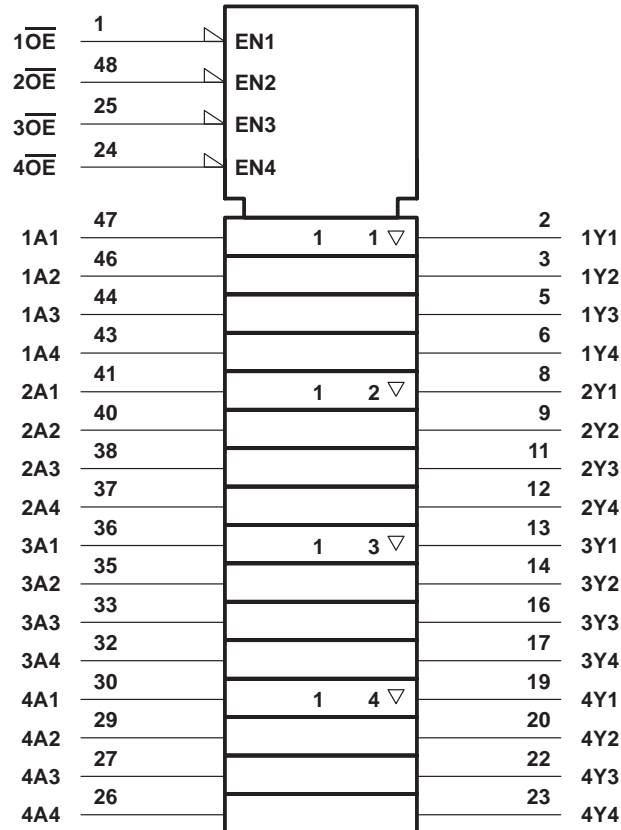 1O̅E̅ 1 EN1
2O̅E̅ 48 EN2
3O̅E̅ 25 EN3
4O̅E̅ 24 EN4
1A1 47 1 1 ▽ 2 1Y1
1A2 46 3 1Y2
1A3 44 5 1Y3
1A4 43 6 1Y4
2A1 41 1 2 ▽ 8 2Y1
2A2 40 9 2Y2
2A3 38 11 2Y3
2A4 37 12 2Y4
3A1 36 1 3 ▽ 13 3Y1
3A2 35 14 3Y2
3A3 33 16 3Y3
3A4 32 17 3Y4
4A1 30 1 4 ▽ 19 4Y1
4A2 29 20 4Y2
4A3 27 22 4Y3
4A4 26 23 4Y4